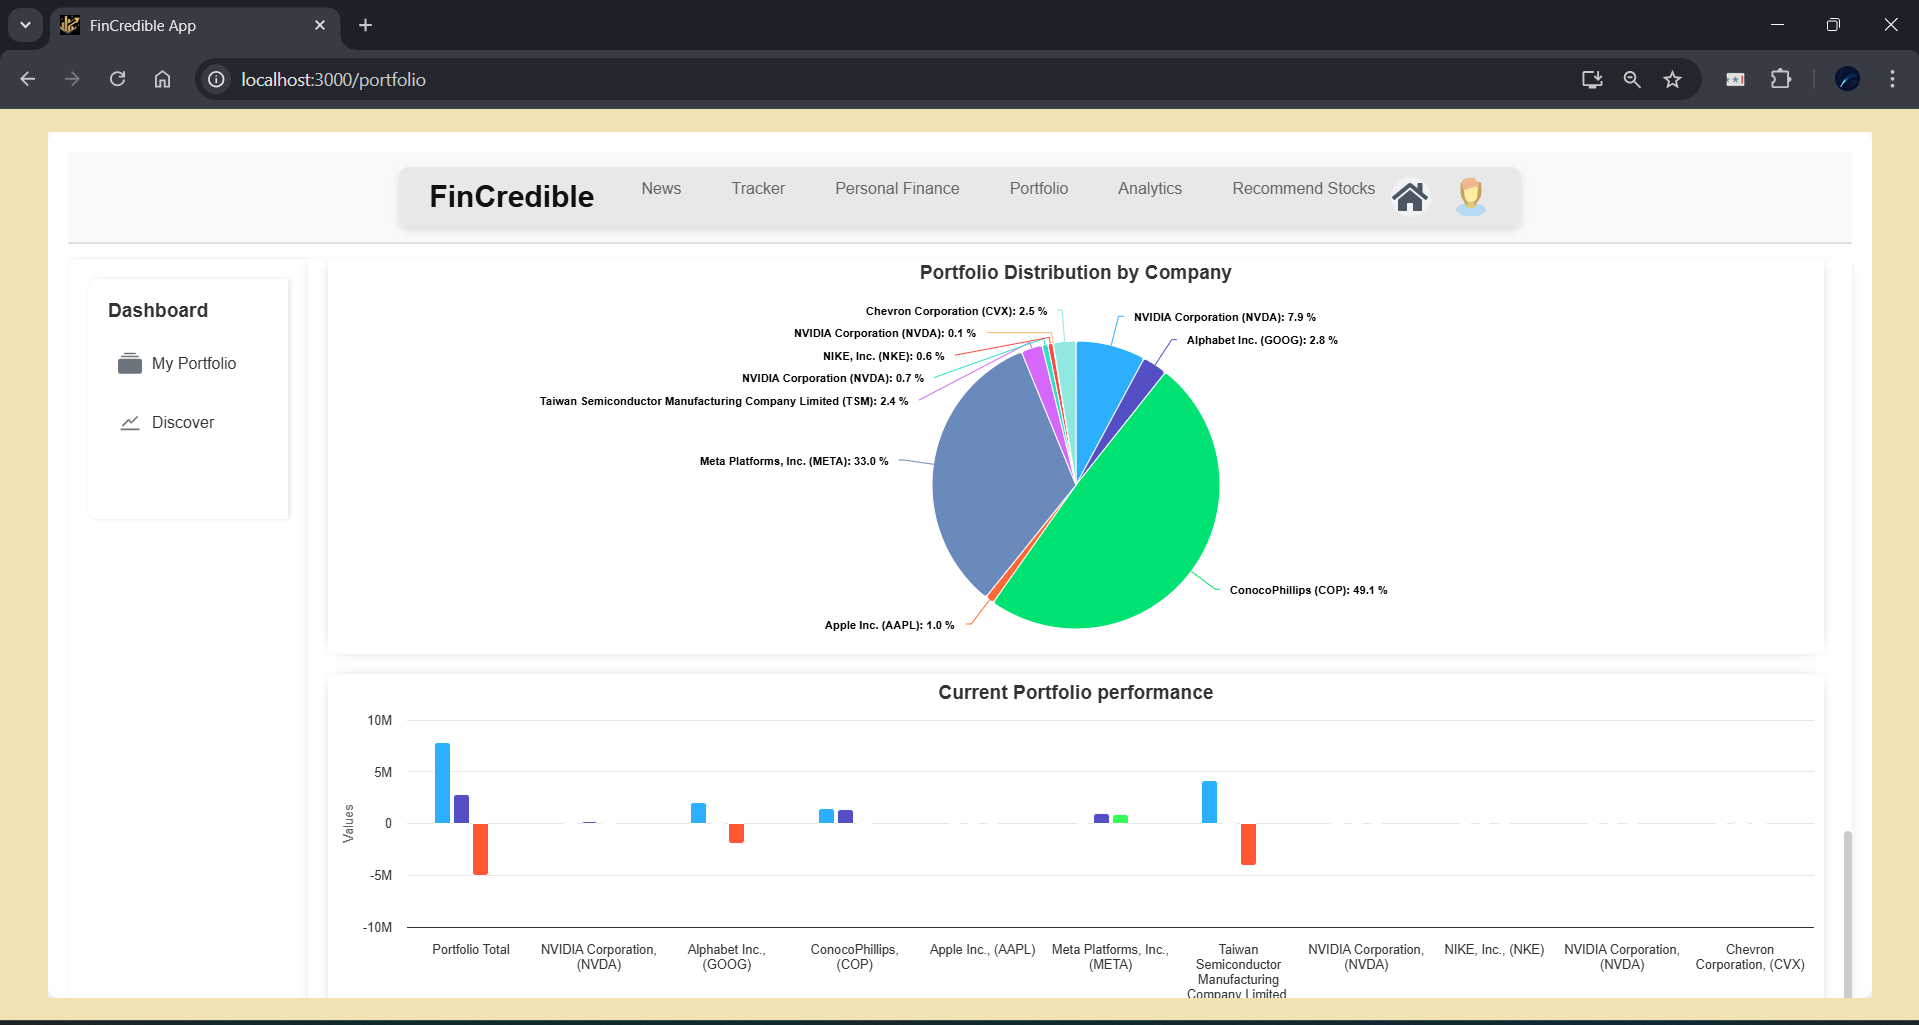 FinCredible App
localhost:3000/portfolio
FinCredible
News
Tracker
Personal Finance
Portfolio
Analytics
Recommend Stocks
Dashboard
My Portfolio
Discover
Portfolio Distribution by Company
Chevron Corporation (CVX): 2.5 %
NVIDIA Corporation (NVDA): 7.9 %
NVIDIA Corporation (NVDA): 0.1 %
Alphabet Inc. (GOOG): 2.8 %
NIKE, Inc. (NKE): 0.6 %
NVIDIA Corporation (NVDA): 0.7 %
Taiwan Semiconductor Manufacturing Company Limited (TSM): 2.4 %
Meta Platforms, Inc. (META): 33.0 %
ConocoPhillips (COP): 49.1 %
Apple Inc. (AAPL): 1.0 %
Current Portfolio performance
10M
5M
0
-5M
-10M
Values
Portfolio Total
NVIDIA Corporation,
(NVDA)
Alphabet Inc.,
(GOOG)
ConocoPhillips,
(COP)
Apple Inc., (AAPL)
Meta Platforms, Inc.,
(META)
Taiwan
Semiconductor
Manufacturing
Company Limited
NVIDIA Corporation,
(NVDA)
NIKE, Inc., (NKE)
NVIDIA Corporation,
(NVDA)
Chevron
Corporation, (CVX)